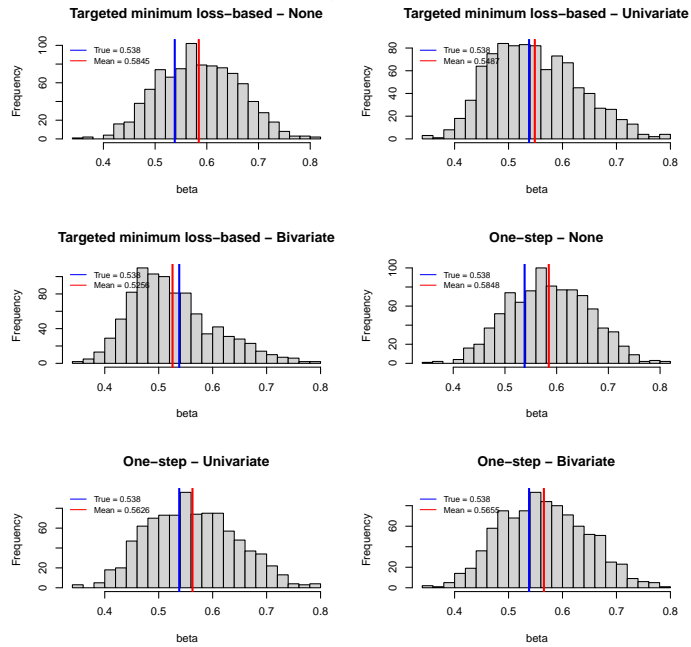 Targeted minimum loss−based − None
True = 0.538
Mean = 0.5845
Frequency
0
20
60
100
0.4
0.5
0.6
0.7
0.8
beta
Targeted minimum loss−based − Univariate
True = 0.538
Mean = 0.5487
Frequency
0
20
40
60
80
0.4
0.5
0.6
0.7
0.8
beta
Targeted minimum loss−based − Bivariate
True = 0.538
Mean = 0.5256
Frequency
0
40
80
0.4
0.5
0.6
0.7
0.8
beta
One−step − None
True = 0.538
Mean = 0.5848
Frequency
0
20
60
100
0.4
0.5
0.6
0.7
0.8
beta
One−step − Univariate
True = 0.538
Mean = 0.5626
Frequency
0
20
60
0.4
0.5
0.6
0.7
0.8
beta
One−step − Bivariate
True = 0.538
Mean = 0.5655
Frequency
0
20
60
0.4
0.5
0.6
0.7
0.8
beta